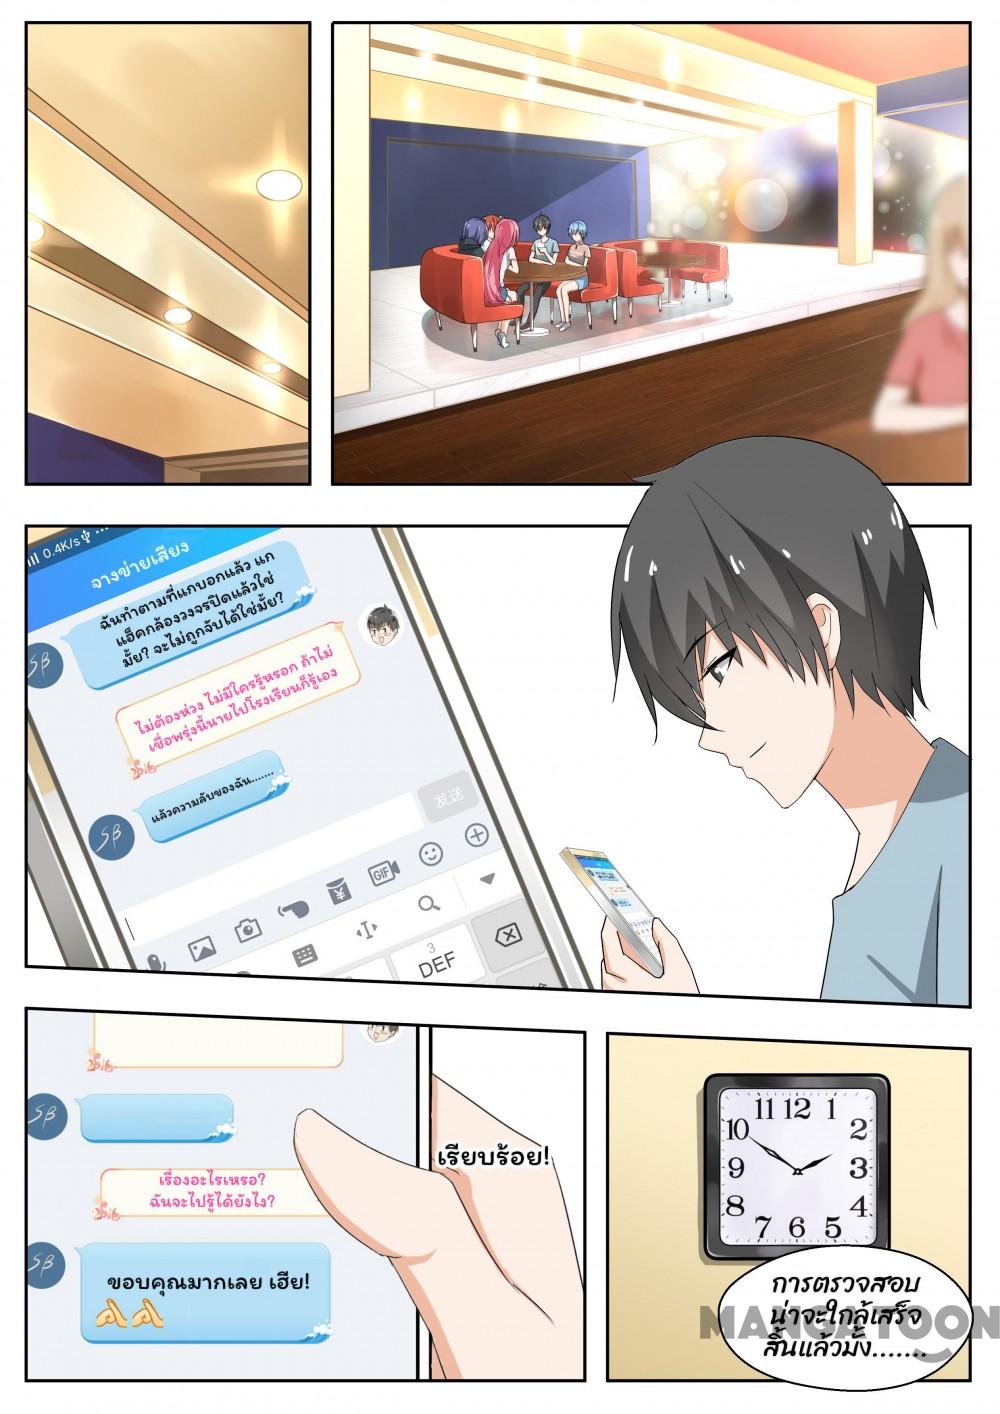 0.4K/s
จางข่ายเสียง
ฉันทำตามที่แกบอกแล้ว แก
แฮ็คกล้องวงจรปิดแล้วใช่
มั้ย? จะไม่ถูกจับได้ใช่มั้ย?
SB
ไม่ต้องห่วง ไม่มีใครรู้หรอก ถ้าไม่
เชื่อพรุ่งนี้นายไปโรงเรียนก็รู้เอง
2016
แล้วความลับของฉัน.......
SB
发送
GIF
¥
3
DEF
2016
SB
เรื่องอะไรเหรอ?
ฉันจะไปรู้ได้ยังไง?
2016
SB
ขอบคุณมากเลย เฮีย!
เรียบร้อย!
11 12 1
10 2
9 3
8 4
7 6 5
การตรวจสอบ
น่าจะใกล้เสร็จ
สิ้นแล้วมั้ง.......
MANGATOON